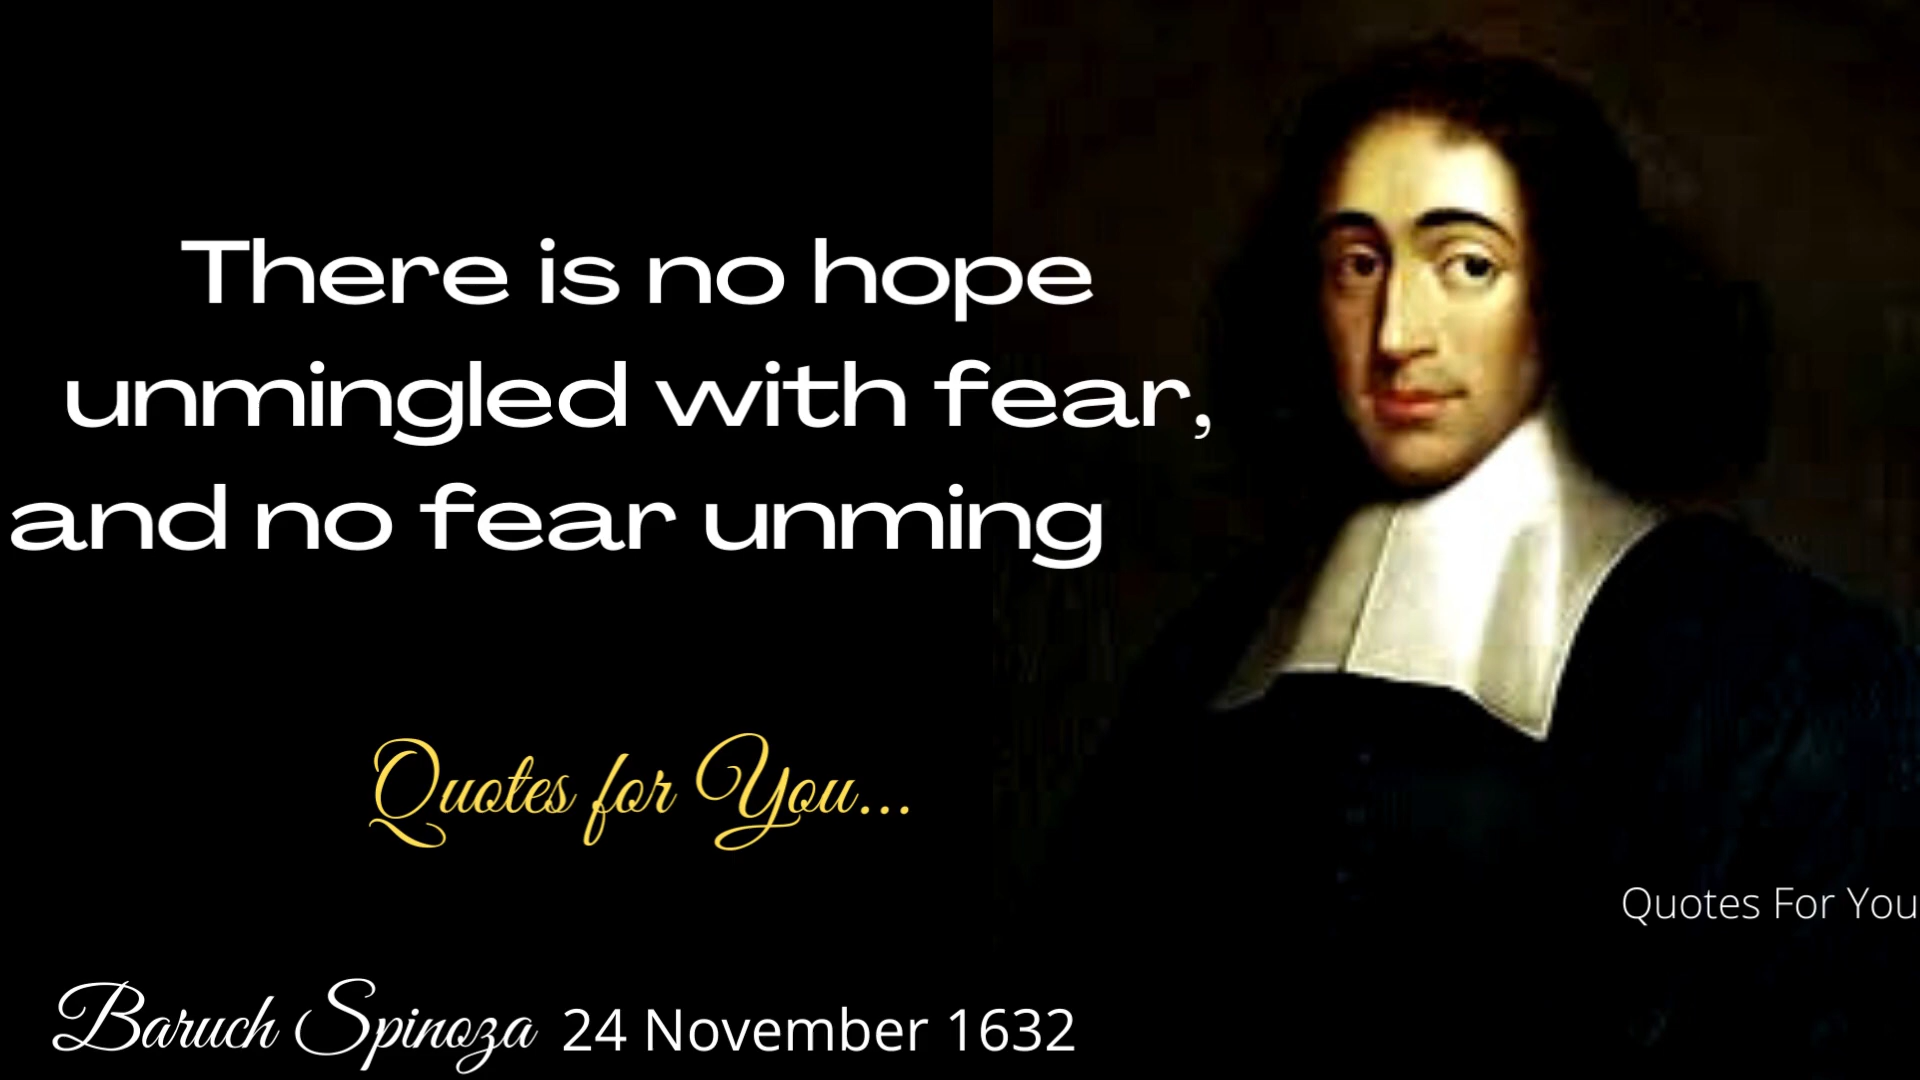 There is no hope
unmingled with fear,
and no fear unming
Quotes for You...
Quotes For You
Baruch Spinoza 24 November 1632